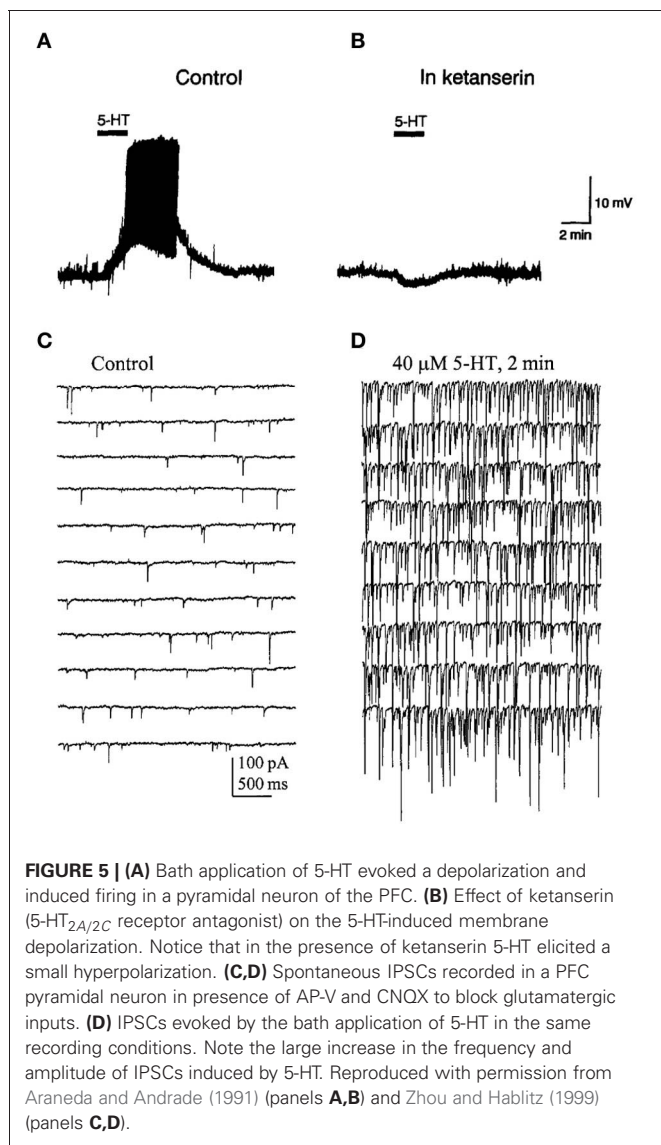 A
B
Control
In ketanserin
5-HT
5-HT
10 mV
2 min
C
D
Control
40 μM 5-HT, 2 min
100 pA
500 ms
FIGURE 5 | (A) Bath application of 5-HT evoked a depolarization and
induced firing in a pyramidal neuron of the PFC. (B) Effect of ketanserin
(5-HT2A/2C receptor antagonist) on the 5-HT-induced membrane
depolarization. Notice that in the presence of ketanserin 5-HT elicited a
small hyperpolarization. (C,D) Spontaneous IPSCs recorded in a PFC
pyramidal neuron in presence of AP-V and CNQX to block glutamatergic
inputs. (D) IPSCs evoked by the bath application of 5-HT in the same
recording conditions. Note the large increase in the frequency and
amplitude of IPSCs induced by 5-HT. Reproduced with permission from
Araneda and Andrade (1991) (panels A,B) and Zhou and Hablitz (1999)
(panels C,D).